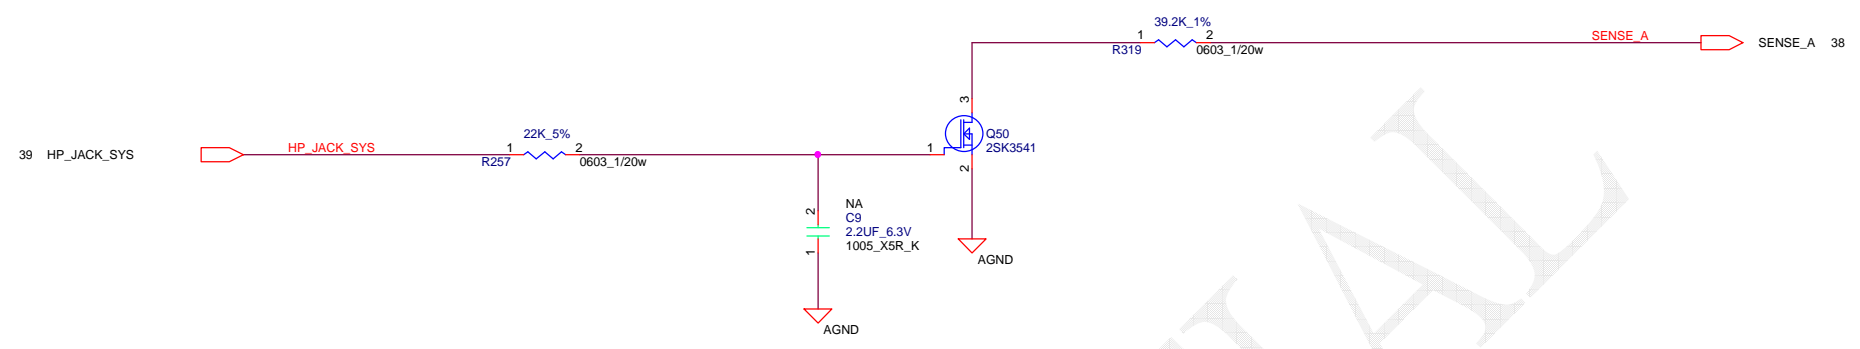 39.2K_1%
1
2
R319
0603_1/20w
SENSE_A
SENSE_A 38
3
22K_5%
Q50
2SK3541
39 HP_JACK_SYS
HP_JACK_SYS
1
2
R257
0603_1/20w
1
2
NA
C9
2.2UF_6.3V
1005_X5R_K
2
1
AGND
AGND